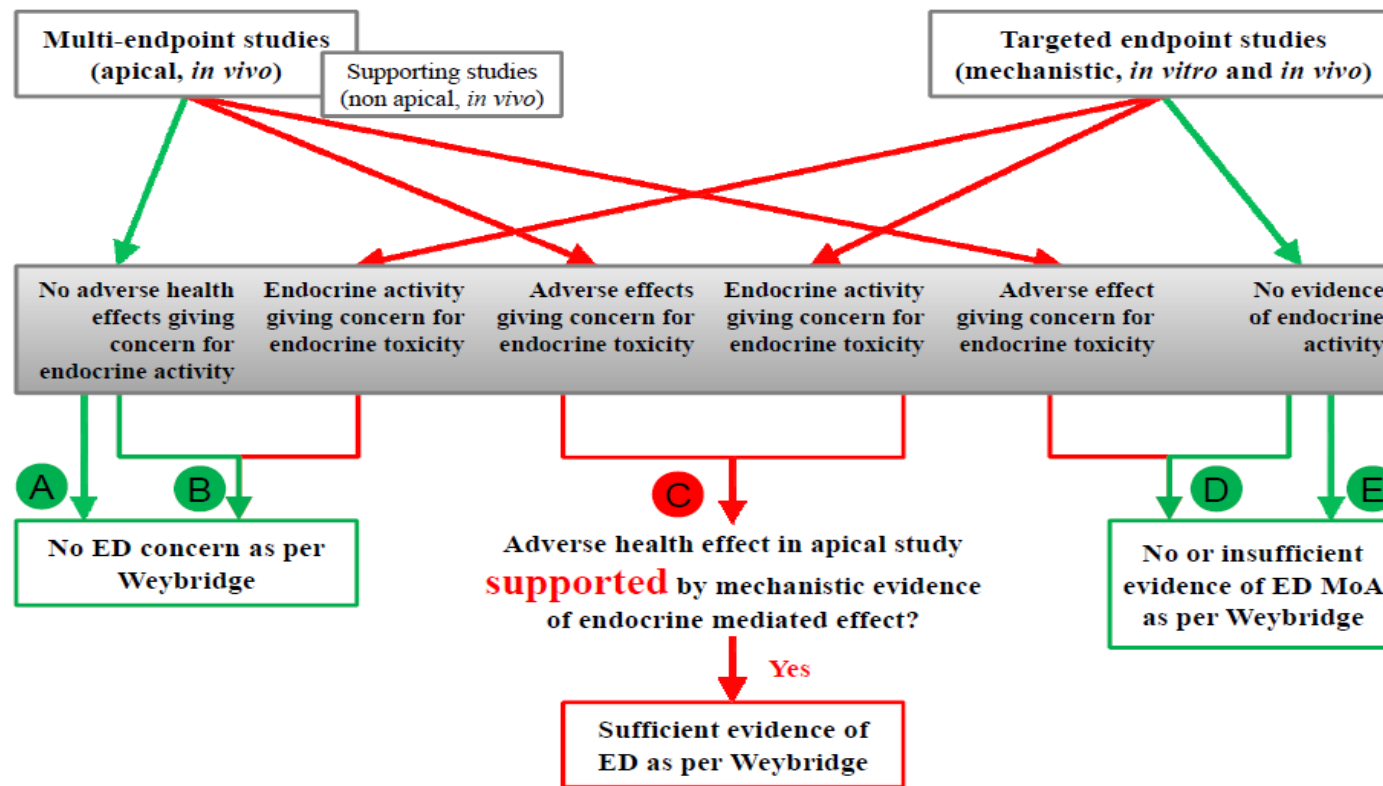 Multi-endpoint studies
(apical, in vivo)
Supporting studies
(non apical, in vivo)
Targeted endpoint studies
(mechanistic, in vitro and in vivo)
No adverse health
effects giving
concern for
endocrine activity
Endocrine activity
giving concern for
endocrine toxicity
Adverse effects
giving concern for
endocrine toxicity
Endocrine activity
giving concern for
endocrine toxicity
Adverse effect
giving concern for
endocrine toxicity
No evidence
of endocrine
activity
A
B
C
D
E
No ED concern as per
Weybridge
Adverse health effect in apical study
supported by mechanistic evidence
of endocrine mediated effect?
No or insufficient
evidence of ED MoA
as per Weybridge
Yes
Sufficient evidence of
ED as per Weybridge